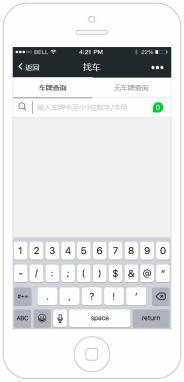 BELL 4:21 PM 22%
返回 找车
车牌查询 无车牌查询
输入车牌中至少3位数字/字母
1 2 3 4 5 6 7 8 9 0
- / : ; ( ) $ & @ "
#+= . , ? ! ' 
ABC space return